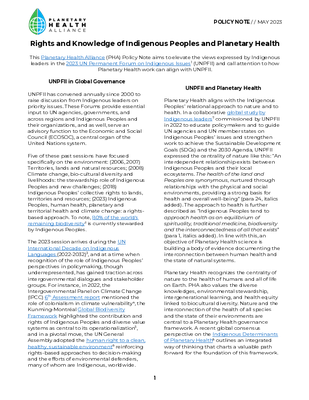 PLANETARY
HEALTH
ALLIANCE
POLICY NOTE // MAY 2023
Rights and Knowledge of Indigenous Peoples and Planetary Health
This Planetary Health Alliance (PHA) Policy Note aims to elevate the views expressed by Indigenous
leaders in the 2023 UN Permanent Forum on Indigenous Issues¹ (UNPFII) and call attention to how
Planetary Health work can align with UNPFII.
UNPFII in Global Governance
UNPFII has convened annually since 2000 to
raise discussion from Indigenous leaders on
priority issues. These Forums provide essential
input to UN agencies, governments, and
across regions and Indigenous Peoples and
their organisations, and as well, serve an
advisory function to the Economic and Social
Council (ECOSOC), a central organ of the
United Nations system.
Five of these past sessions have focused
specifically on the environment: (2006, 2007)
Territories, lands and natural resources; (2008)
Climate change, bio-cultural diversity and
livelihoods: the stewardship role of Indigenous
Peoples and new challenges; (2018)
Indigenous Peoples' collective rights to lands,
territories and resources; (2023) Indigenous
Peoples, human health, planetary and
territorial health and climate change: a rights-
based approach. To note, 80% of the world's
remaining biodiversity is currently stewarded
by Indigenous Peoples.
The 2023 session arrives during the UN
International Decade on Indigenous
Languages (2022-2032), and at a time when
recognition of the role of Indigenous Peoples'
perspectives in policymaking, though
underrepresented, has gained traction across
intergovernmental dialogues and stakeholder
groups. For instance, in 2022, the
Intergovernmental Panel on Climate Change
(IPCC) 6th Assessment report mentioned the
role of colonialism in climate vulnerability, the
Kunming-Montreal Global Biodiversity
Framework highlighted the contribution and
rights of Indigenous Peoples and diverse value
systems as central to its operationalization,
and in a pivotal move, the UN General
Assembly adopted the human right to a clean,
healthy, sustainable environment reinforcing
rights-based approaches to decision-making
and the efforts of environmental defenders,
many of whom are Indigenous, worldwide.
UNPFII and Planetary Health
Planetary Health aligns with the Indigenous
Peoples' relational approach to nature and to
health. In a collaborative global study by
Indigenous leaders commissioned by UNPFII
in 2022 to educate policymakers and to guide
agencies and UN member states on
Indigenous Peoples' issues and strengthen
work to achieve the Sustainable Development
Goals (SDGs) and the 2030 Agenda, UNPFII
expressed the centrality of nature like this: "An
interdependent relationship exists between
Indigenous Peoples and their local
ecosystems. The health of the land and
Peoples are synonymous, nurtured through
relationships with the physical and social
environments, providing a strong basis for
health and overall well-being" (para 24, italics
added). The approach to health is further
described as "Indigenous Peoples tend to
approach health as an equilibrium of
spirituality, traditional medicine, biodiversity
and the interconnectedness of all that exists"
(para 1, italics added). In line with this, an
objective of Planetary Health science is
building a body of evidence documenting the
interconnection between human health and
the state of natural systems.
Planetary Health recognizes the centrality of
nature to the health of humans and all of life
on Earth. PHA also values the diverse
knowledges, environmental stewardship,
intergenerational learning, and health equity
linked to biocultural diversity. Nature and the
interconnection of the health of all species
and the state of their environments are
central to a Planetary Health governance
framework. A recent global consensus
perspective on the Indigenous Determinants
of Planetary Health outlines an integrated
way of thinking that charts a valuable path
forward for the foundation of this framework.
1